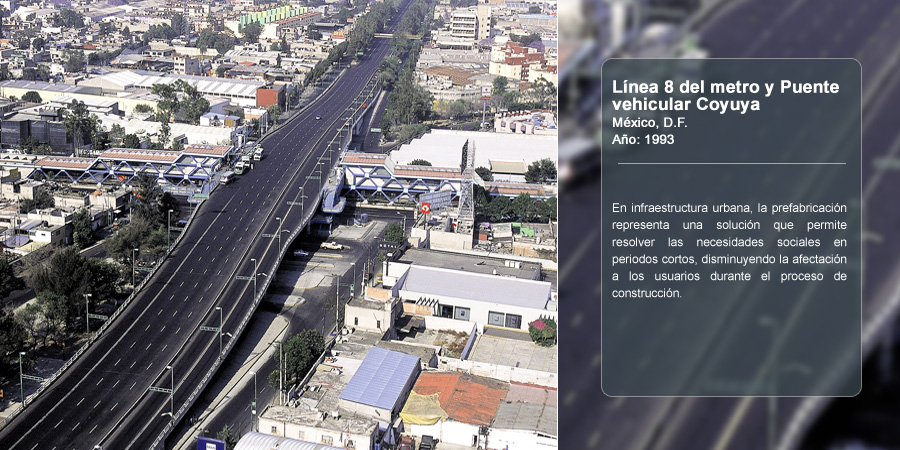 Línea 8 del metro y Puente
vehicular Coyuya
México, D.F.
Año: 1993
En infraestructura urbana, la prefabricación
representa una solución que permite
resolver las necesidades sociales en
periodos cortos, disminuyendo la afectación
a los usuarios durante el proceso de
construcción.